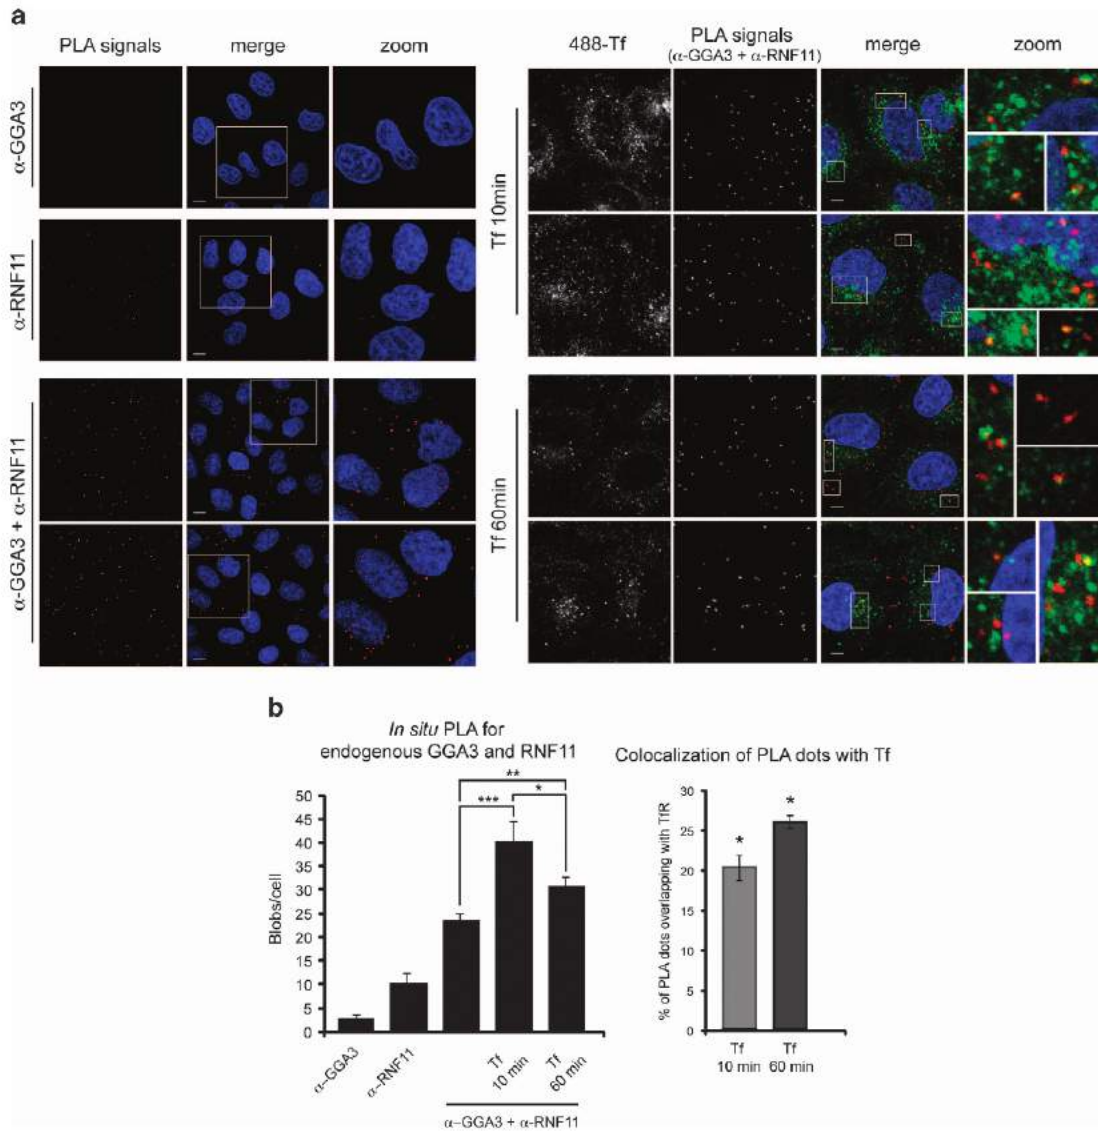 a
PLA signals merge zoom
α-GGA3
α-RNF11
α-GGA3 + α-RNF11
488-Tf PLA signals merge zoom
(α-GGA3 + α-RNF11)
Tf 10min
Tf 60min
b
In situ PLA for
endogenous GGA3 and RNF11
Blobs/cell
50
45
40
35
30
25
20
15
10
5
0
***
**
*
α-GGA3
α-RNF11
Tf
10 min
Tf
60 min
α-GGA3 + α-RNF11
Colocalization of PLA dots with Tf
% of PLA dots overlapping with TfR
30
25
20
15
10
5
0
*
*
Tf
10 min
Tf
60 min